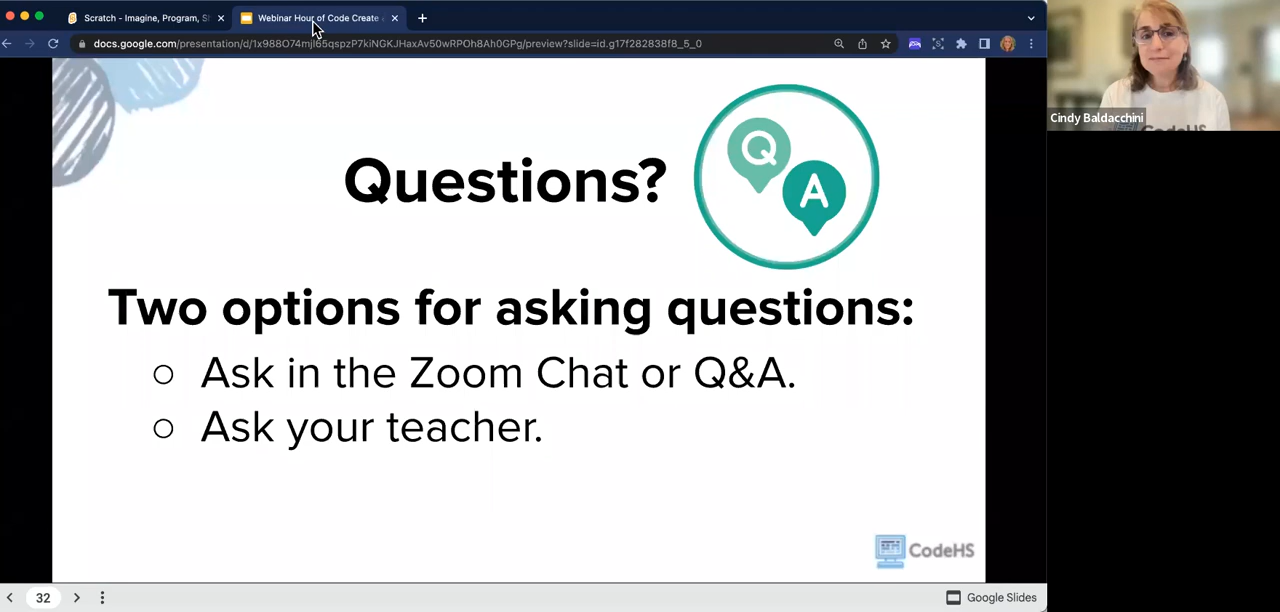 Scratch - Imagine, Program, S
Webinar Hour of Code Create
docs.google.com/presentation/d/1x988O74mjl65qspzP7kiNGKJHaxAv50wRPOh8Ah0GPg/preview?slide=id.g17f282838f8_5_0
Cindy Baldacchini
CodeHS
Questions?
Q
A
Two options for asking questions:
○ Ask in the Zoom Chat or Q&A.
○ Ask your teacher.
CodeHS
32
Google Slides